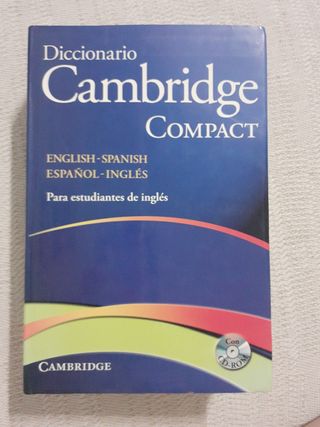 Diccionario
Cambridge
COMPACT
ENGLISH-SPANISH
ESPAÑOL-INGLÉS
Para estudiantes de inglés
Con
CD-ROM
CAMBRIDGE